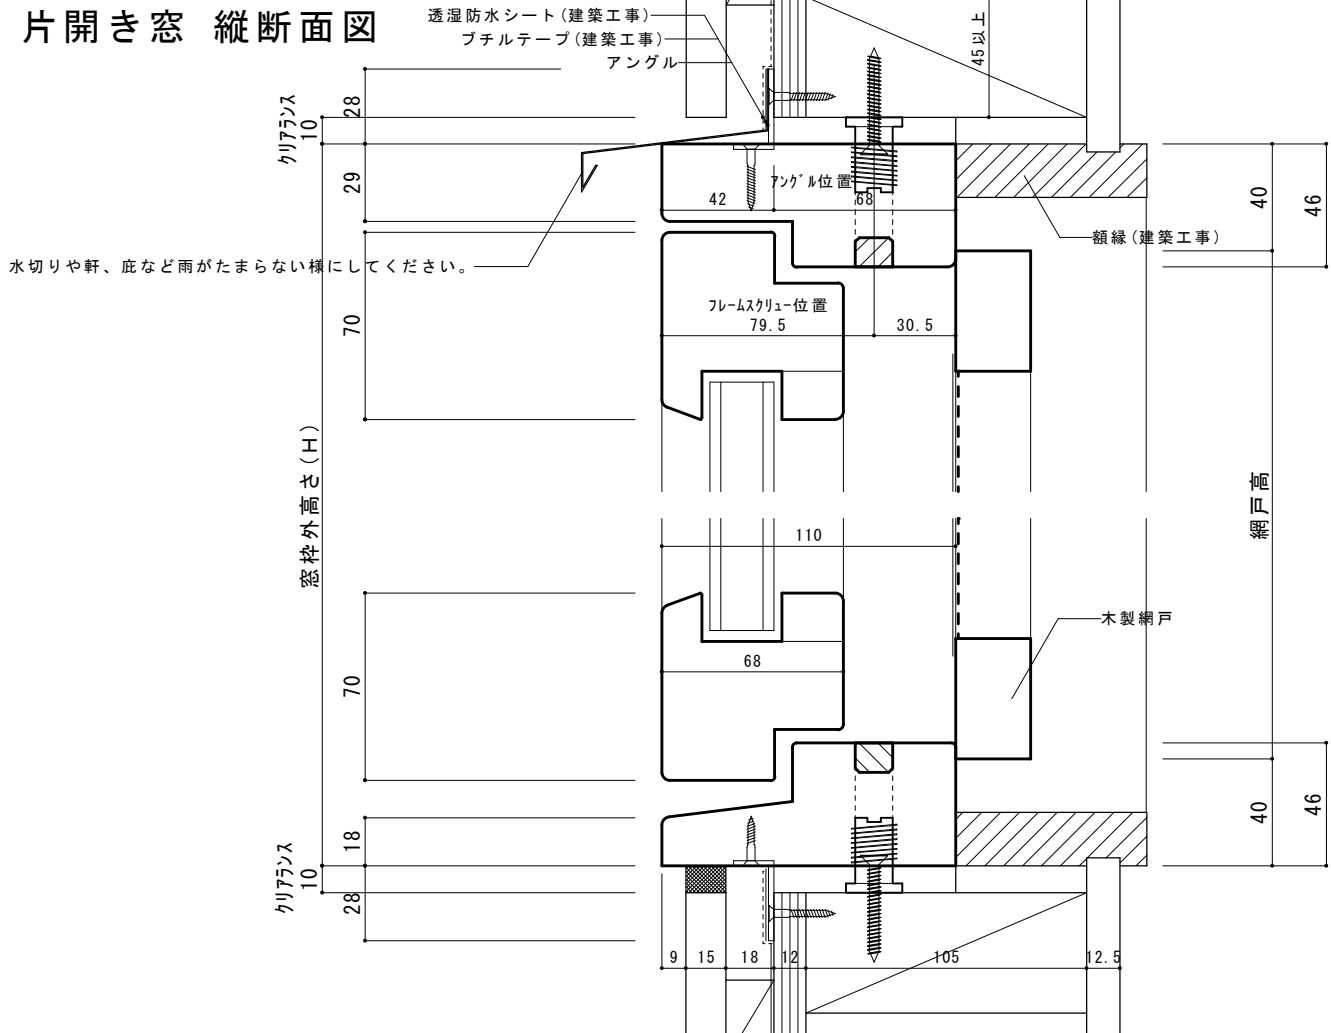 片開き窓 縦断面図
透湿防水シート(建築工事)
ブチルテープ(建築工事)
アングル
45以上
28
クリアランス
10
29
アングル位置
42
68
40
46
額縁(建築工事)
水切りや軒、庇など雨がたまらない様にしてください。
70
フレームスクリュー位置
79.5
30.5
窓枠外高さ(H)
網戸高
110
木製網戸
68
70
18
クリアランス
10
28
40
46
9
15
18
12
105
12.5